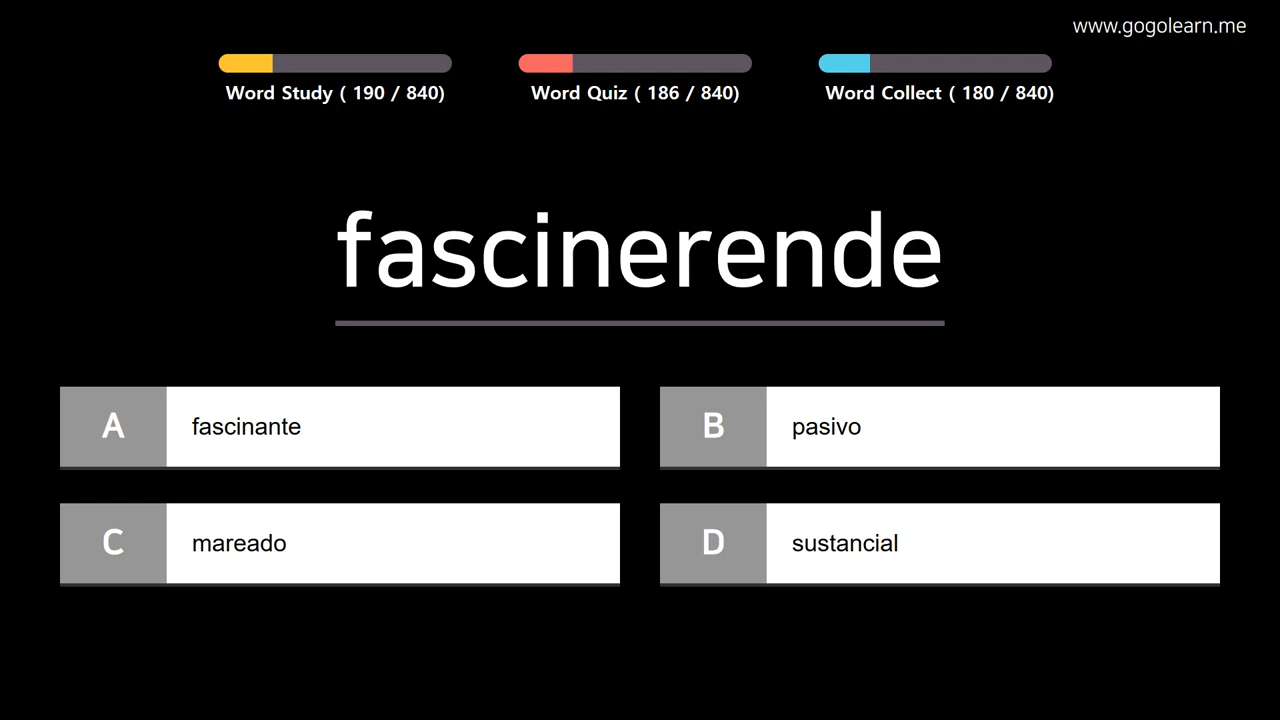 www.gogolearn.me
Word Study ( 190 / 840)
Word Quiz ( 186 / 840)
Word Collect ( 180 / 840)
fascinerende
A fascinante
B pasivo
C mareado
D sustancial